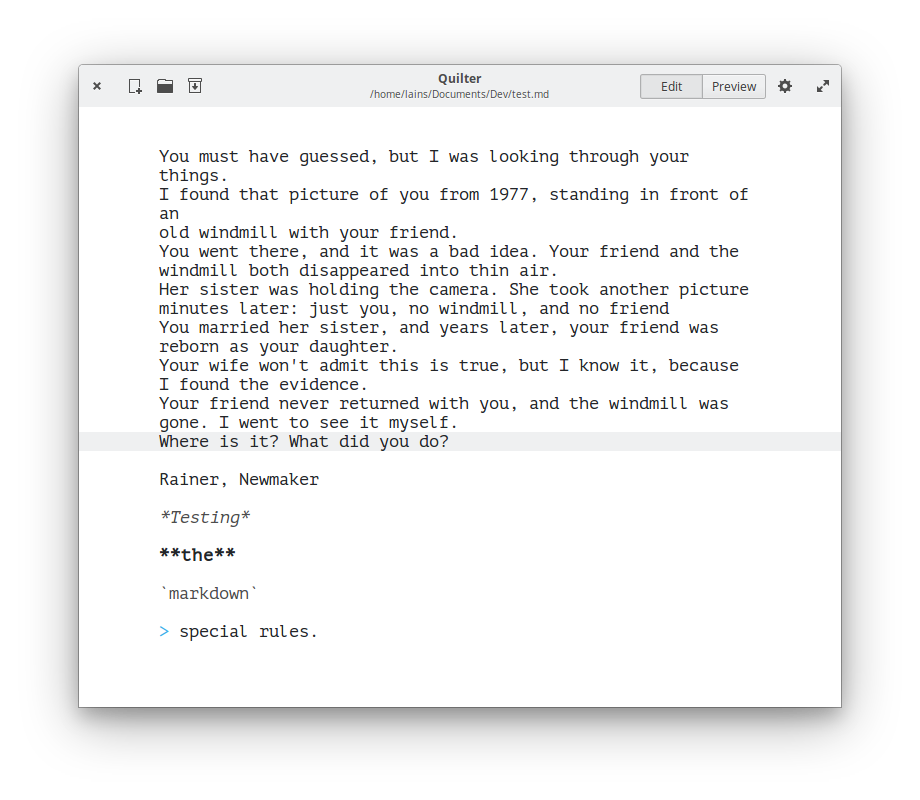 Quilter
/home/lains/Documents/Dev/test.md
Edit
Preview
You must have guessed, but I was looking through your
things.
I found that picture of you from 1977, standing in front of
an
old windmill with your friend.
You went there, and it was a bad idea. Your friend and the
windmill both disappeared into thin air.
Her sister was holding the camera. She took another picture
minutes later: just you, no windmill, and no friend
You married her sister, and years later, your friend was
reborn as your daughter.
Your wife won't admit this is true, but I know it, because
I found the evidence.
Your friend never returned with you, and the windmill was
gone. I went to see it myself.
Where is it? What did you do?
Rainer, Newmaker
*Testing*
**the**
`markdown`
> special rules.